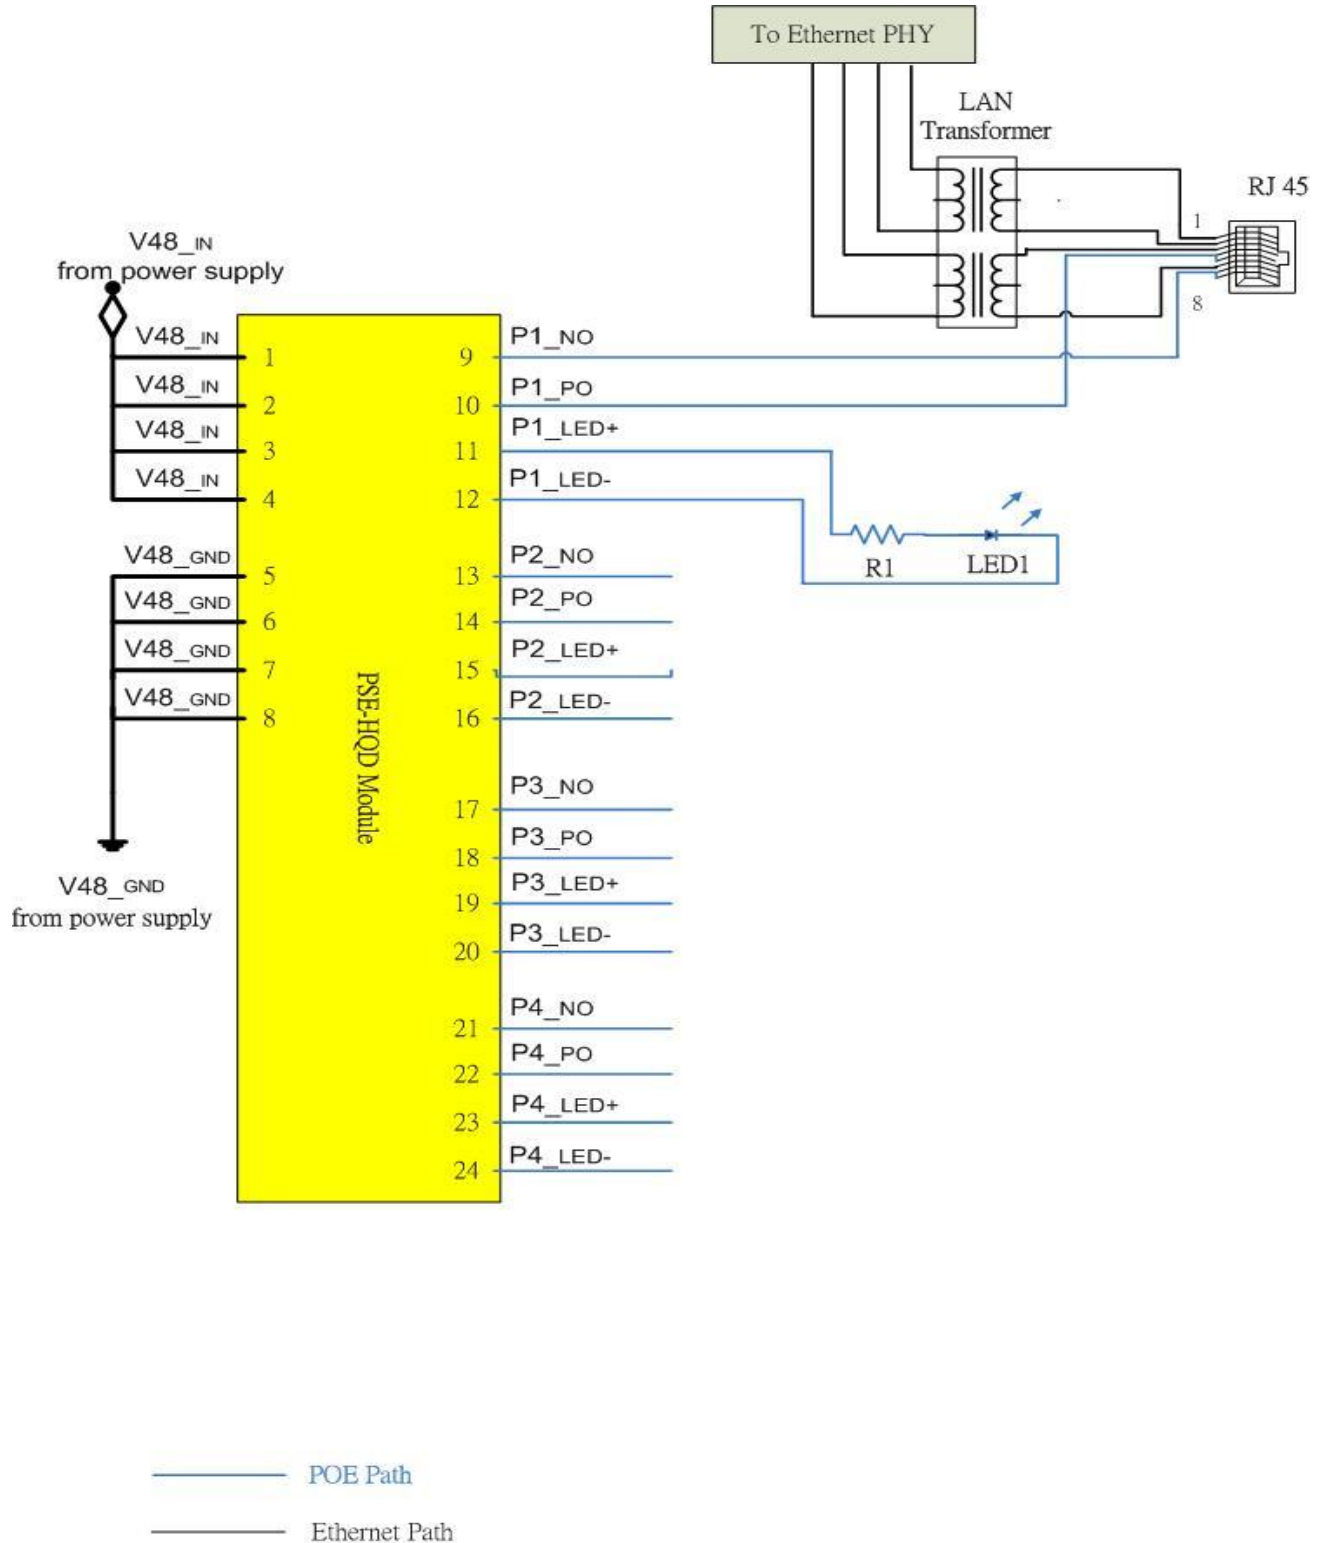 To Ethernet PHY
LAN
Transformer
RJ 45
1
8
V48_IN
from power supply
V48_IN
1
V48_IN
2
V48_IN
3
V48_IN
4
V48_GND
5
V48_GND
6
V48_GND
7
V48_GND
8
V48_GND
from power supply
PSE-HQD Module
P1_NO
9
P1_PO
10
P1_LED+
11
P1_LED-
12
R1
LED1
P2_NO
13
P2_PO
14
P2_LED+
15
P2_LED-
16
P3_NO
17
P3_PO
18
P3_LED+
19
P3_LED-
20
P4_NO
21
P4_PO
22
P4_LED+
23
P4_LED-
24
POE Path
Ethernet Path